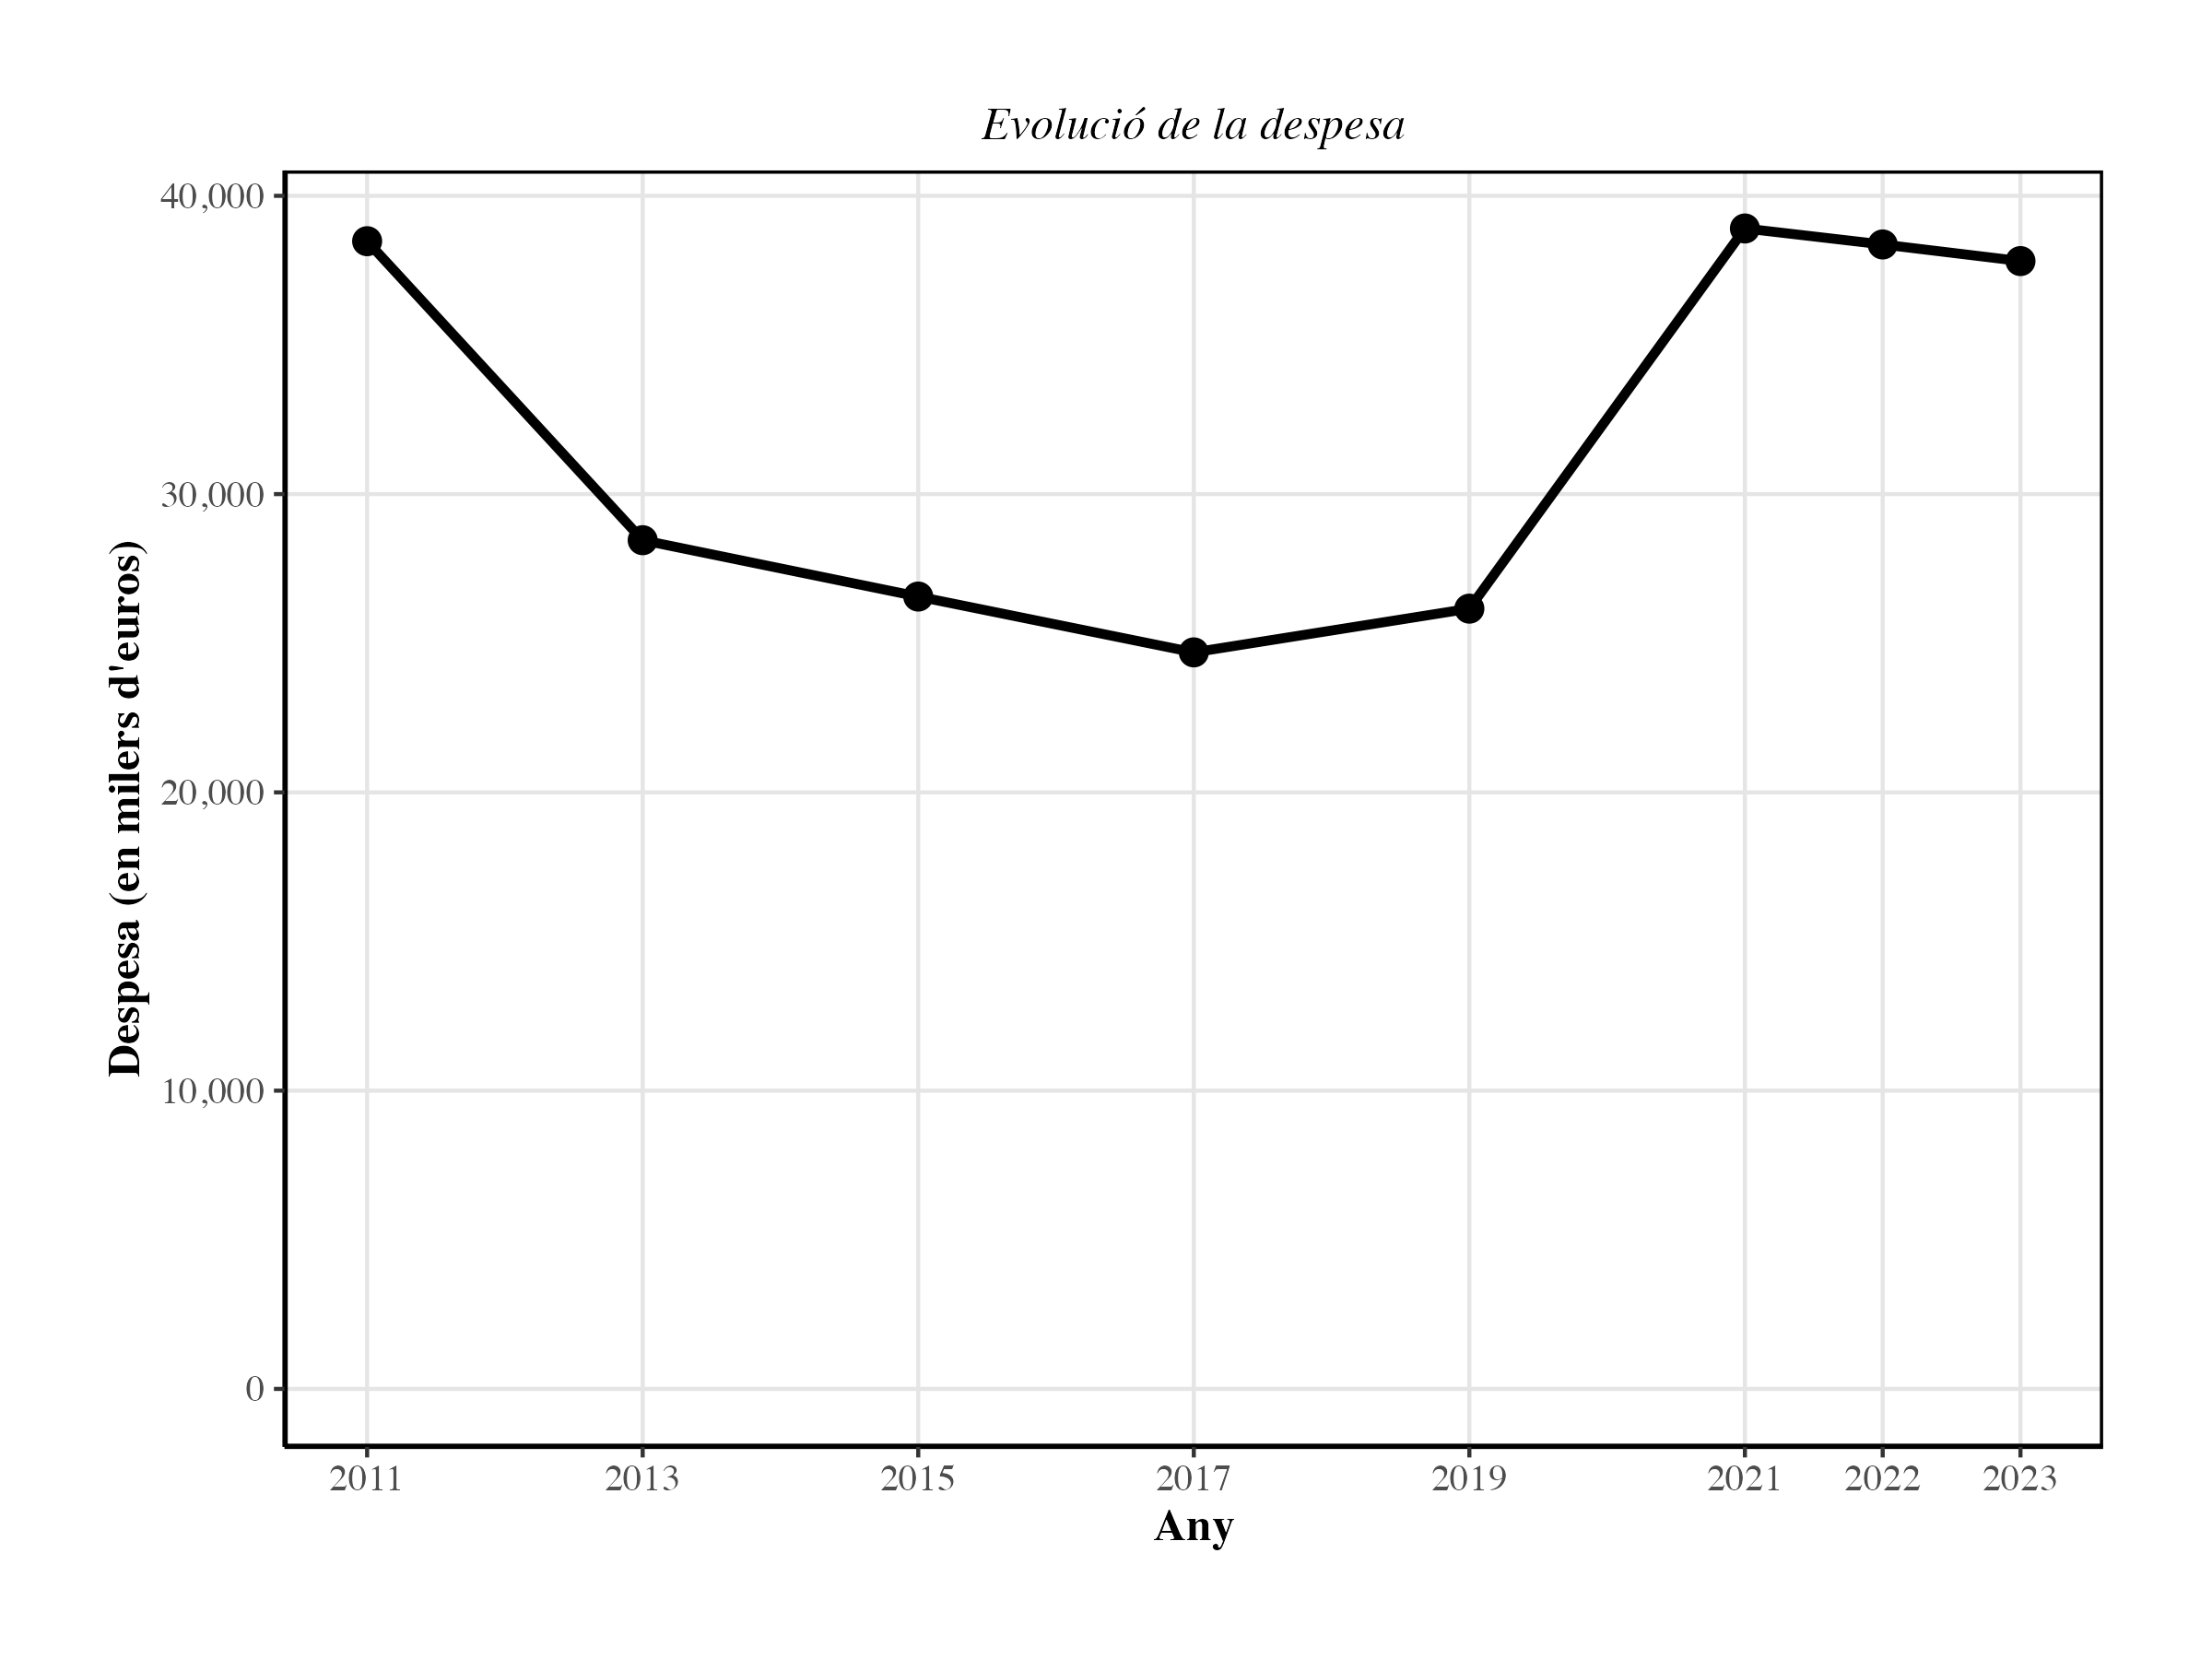 Evolució de la despesa
40,000
30,000
20,000
10,000
0
Despesa (en milers d'euros)
2011 2013 2015 2017 2019 2021 2022 2023
Any